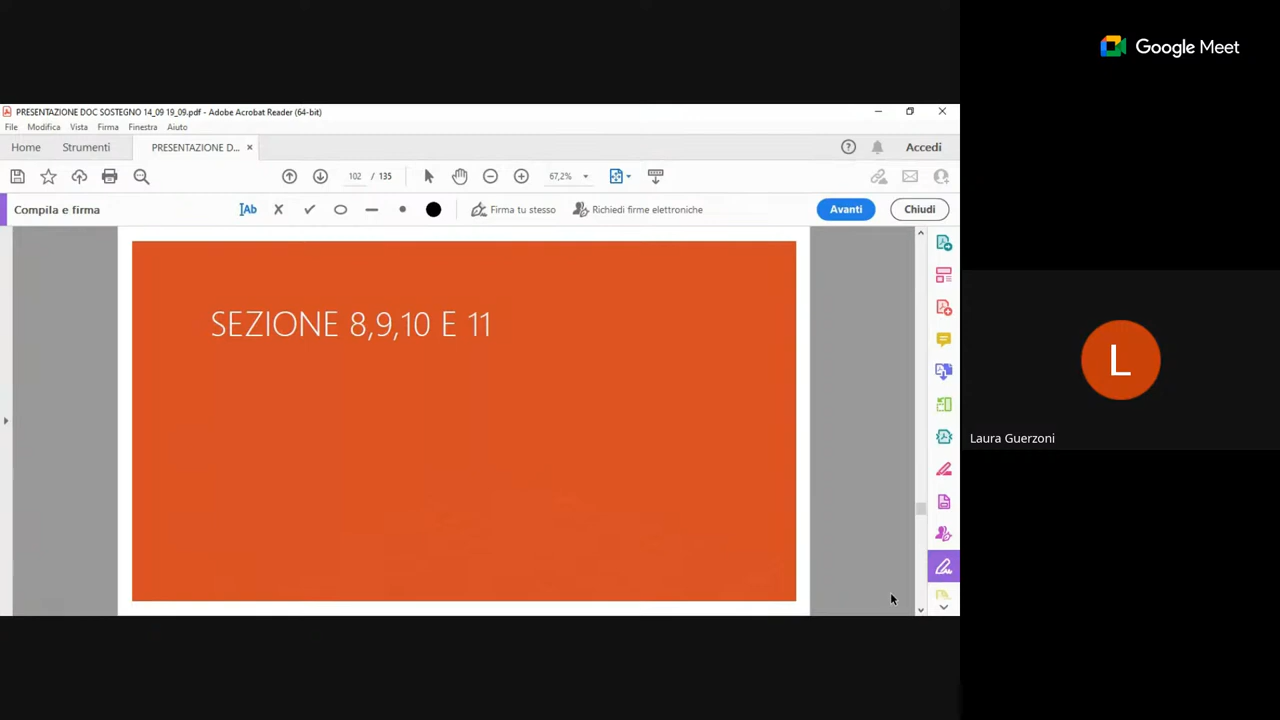 Google Meet
PRESENTAZIONE DOC SOSTEGNO 14_09 19_09.pdf - Adobe Acrobat Reader (64-bit)
File Modifica Vista Firma Finestra Aiuto
Home Strumenti PRESENTAZIONE D... × Accedi
102 / 135 67,2%
Compila e firma Ab Firma tu stesso Richiedi firme elettroniche Avanti Chiudi
SEZIONE 8,9,10 E 11
L
Laura Guerzoni